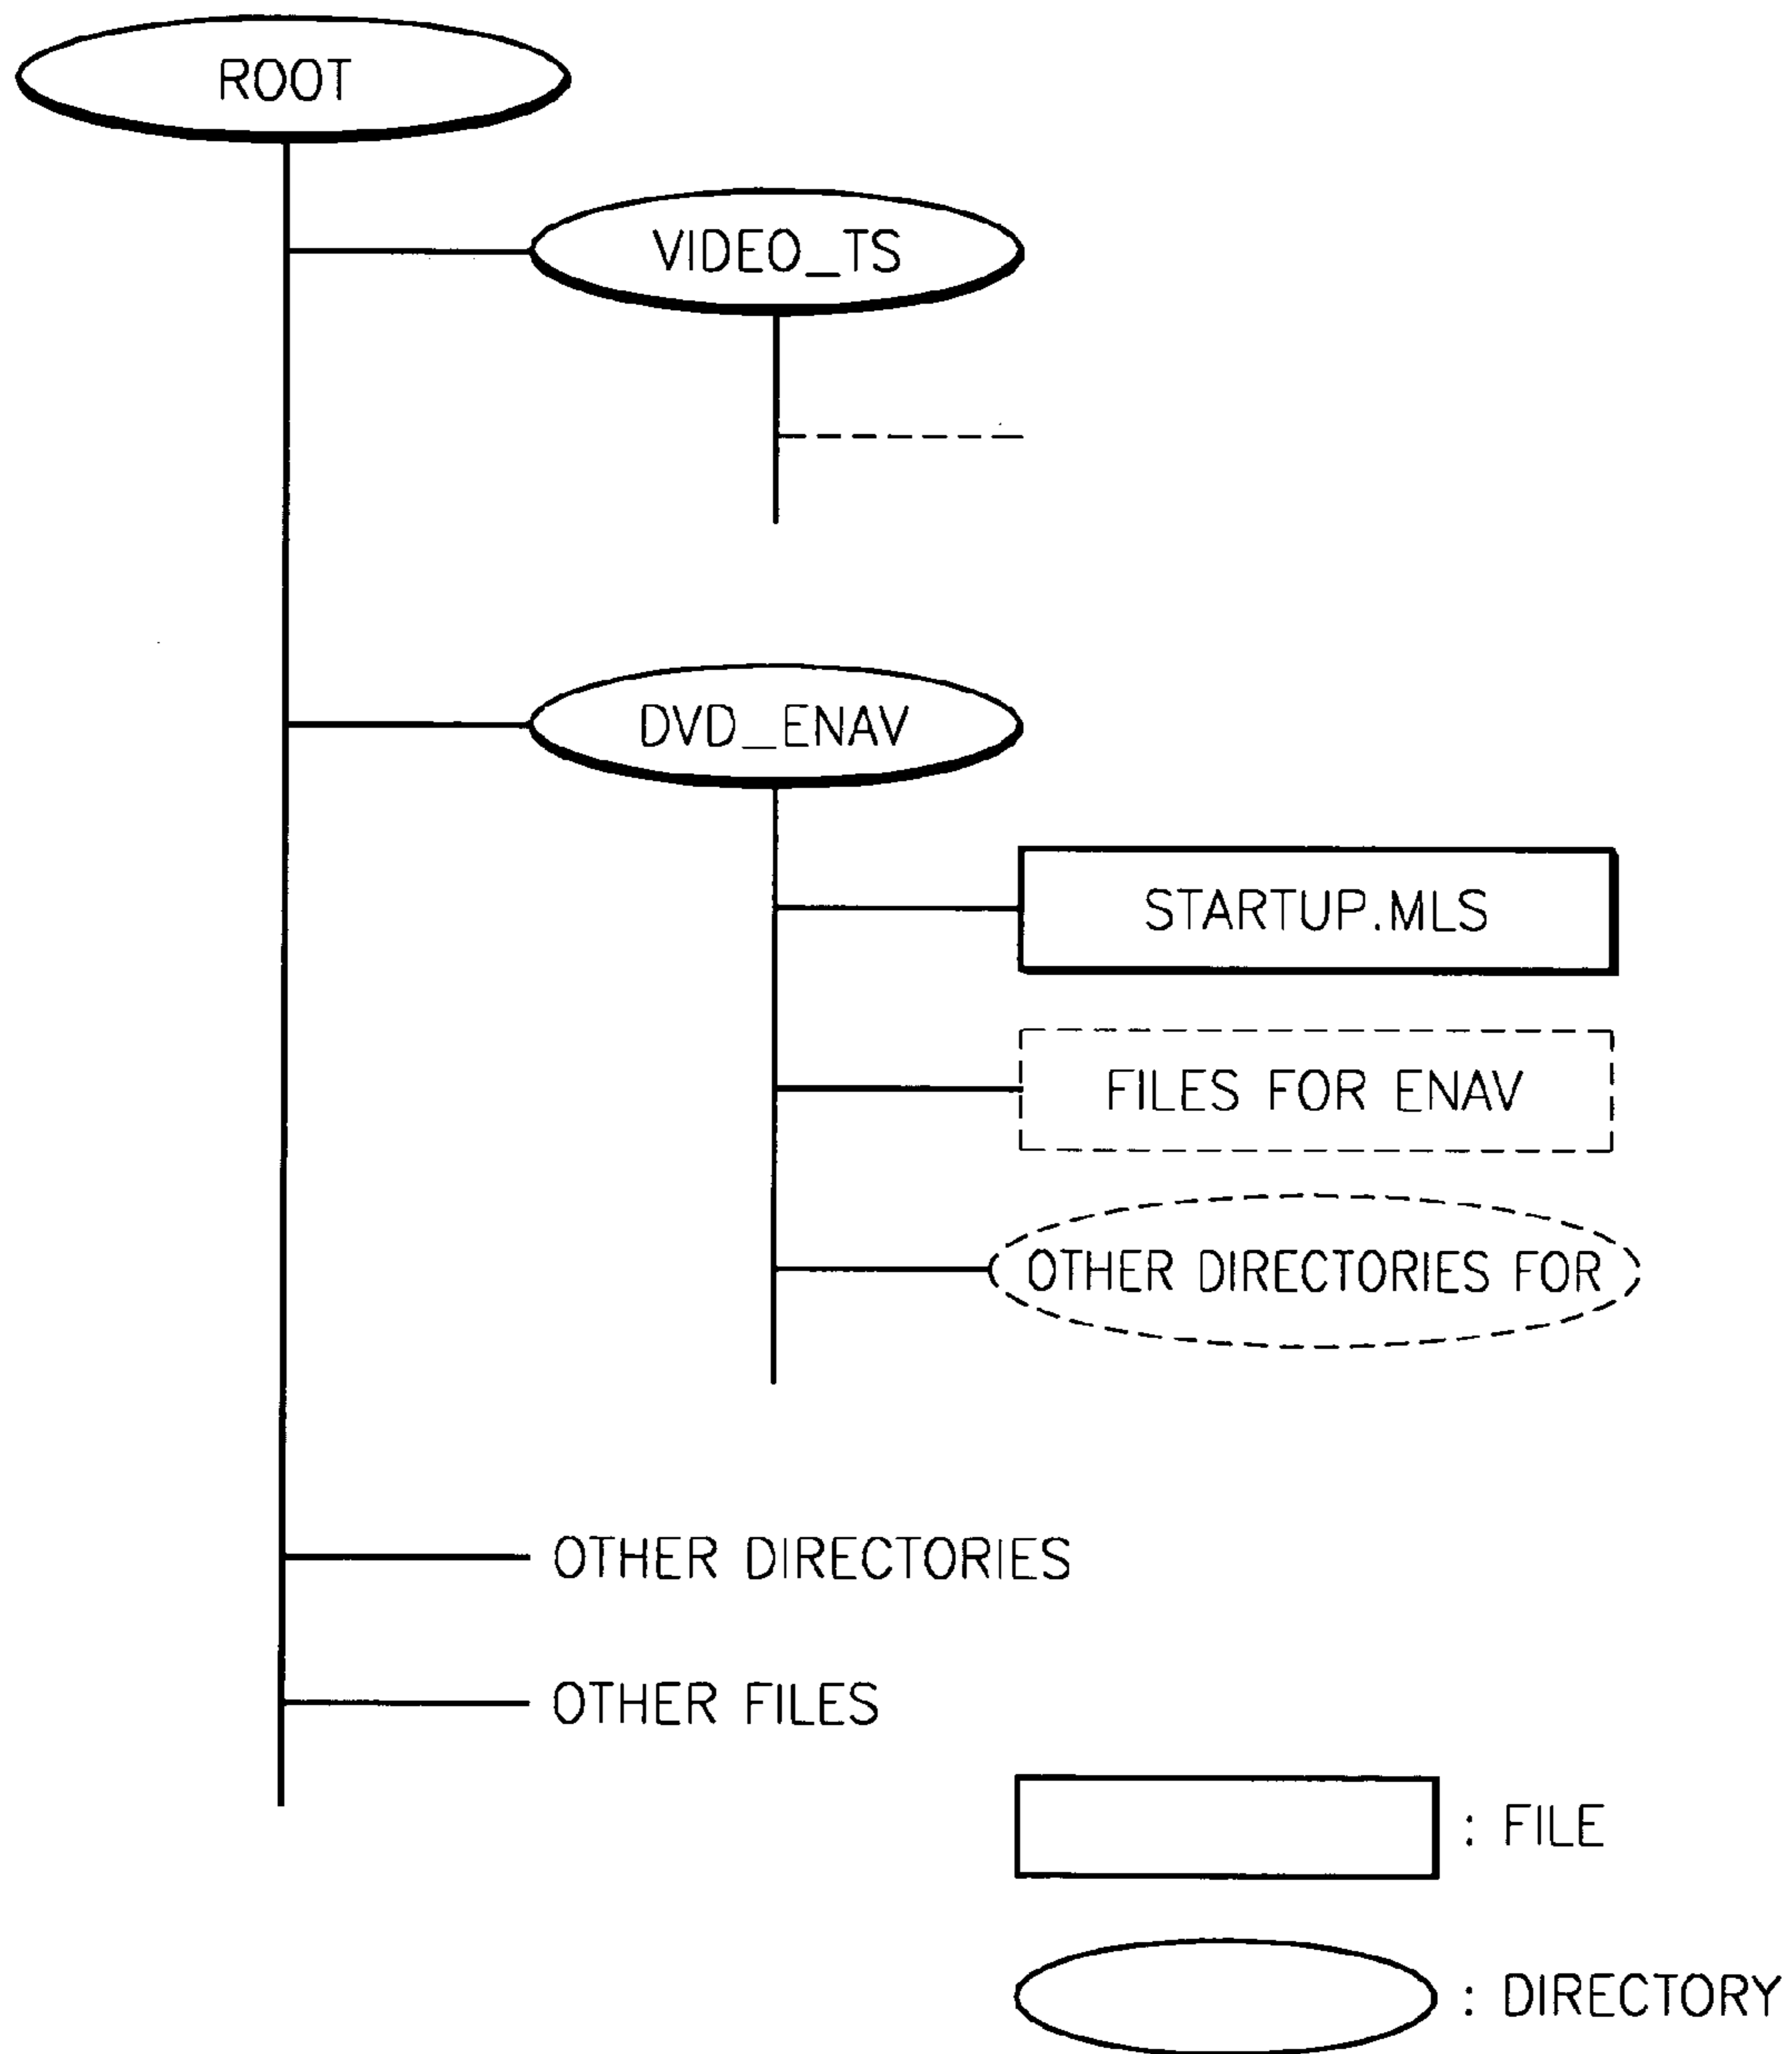 ROOT
VIDEO_TS
DVD_ENAV
STARTUP.MLS
FILES FOR ENAV
OTHER DIRECTORIES FOR
OTHER DIRECTORIES
OTHER FILES
: FILE
: DIRECTORY